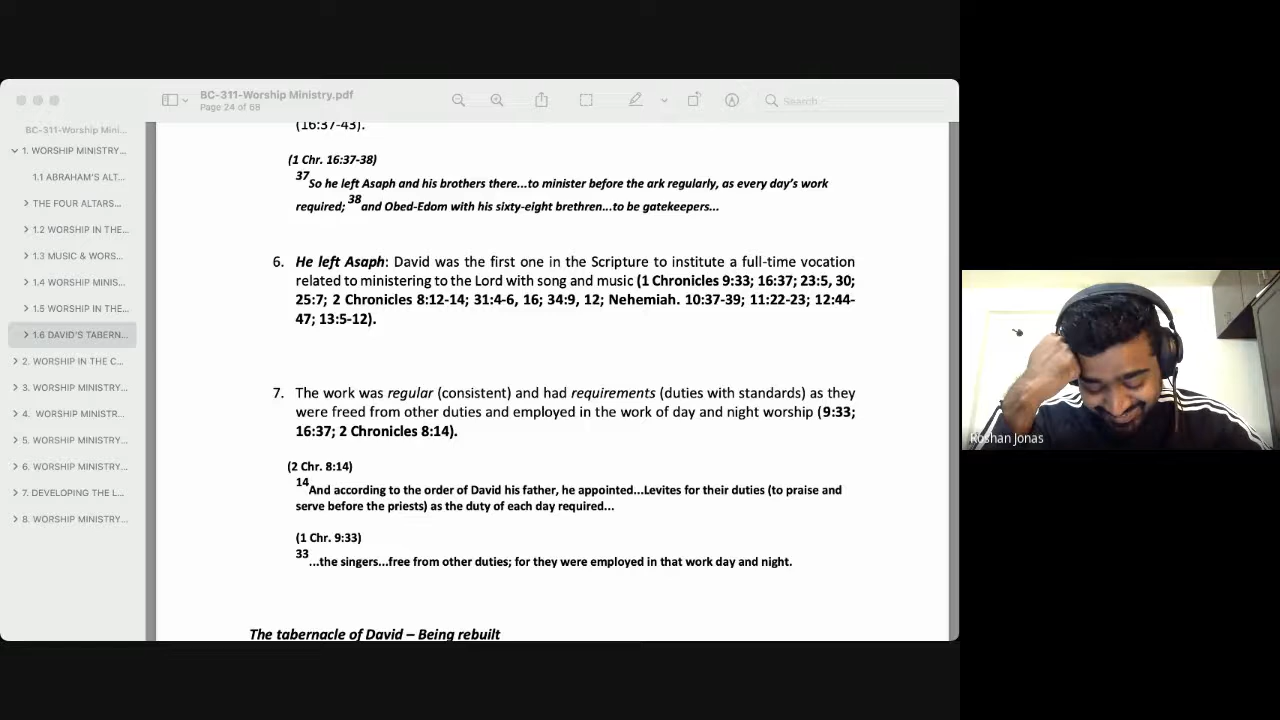 BC-311-Worship Ministry.pdf
Page 24 of 69
Search
BC-311-Worship Mini...
1. WORSHIP MINISTRY...
1.1 ABRAHAM'S ALT...
THE FOUR ALTARS...
1.2 WORSHIP IN THE...
1.3 MUSIC & WORS...
1.4 WORSHIP MINIS...
1.5 WORSHIP IN THE...
1.6 DAVID'S TABERN...
2. WORSHIP IN THE C...
3. WORSHIP MINISTRY...
4. WORSHIP MINISTR...
5. WORSHIP MINISTRY...
6. WORSHIP MINISTRY...
7. DEVELOPING THE L...
8. WORSHIP MINISTRY...
(16:37-43).
(1 Chr. 16:37-38)
37So he left Asaph and his brothers there...to minister before the ark regularly, as every day's work
required; 38and Obed-Edom with his sixty-eight brethren...to be gatekeepers...
6. He left Asaph: David was the first one in the Scripture to institute a full-time vocation
related to ministering to the Lord with song and music (1 Chronicles 9:33; 16:37; 23:5, 30;
25:7; 2 Chronicles 8:12-14; 31:4-6, 16; 34:9, 12; Nehemiah. 10:37-39; 11:22-23; 12:44-
47; 13:5-12).
7. The work was regular (consistent) and had requirements (duties with standards) as they
were freed from other duties and employed in the work of day and night worship (9:33;
16:37; 2 Chronicles 8:14).
(2 Chr. 8:14)
14And according to the order of David his father, he appointed...Levites for their duties (to praise and
serve before the priests) as the duty of each day required...
(1 Chr. 9:33)
33...the singers...free from other duties; for they were employed in that work day and night.
The tabernacle of David – Being rebuilt
Roshan Jonas